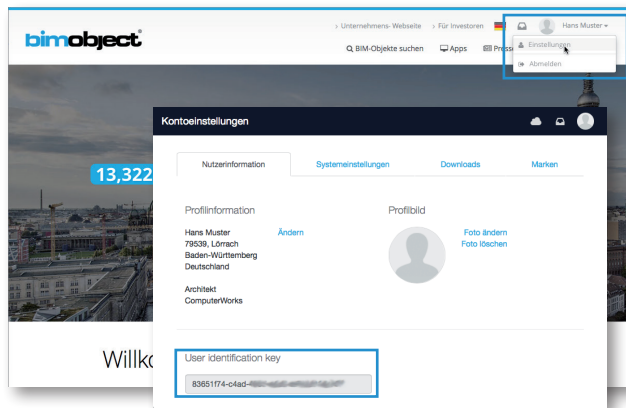 bimobject
› Unternehmens- Webseite › Für Investoren Hans Muster
BIM-Objekte suchen Apps
Einstellungen
Abmelden
Kontoeinstellungen
13,322
Nutzerinformation Systemeinstellungen Downloads Marken
Profilinformation Profilbild
Hans Muster Ändern Foto ändern
79539, Lörrach Foto löschen
Baden-Württemberg
Deutschland
Architekt
ComputerWorks
User identification key
83651f74-c4ad-